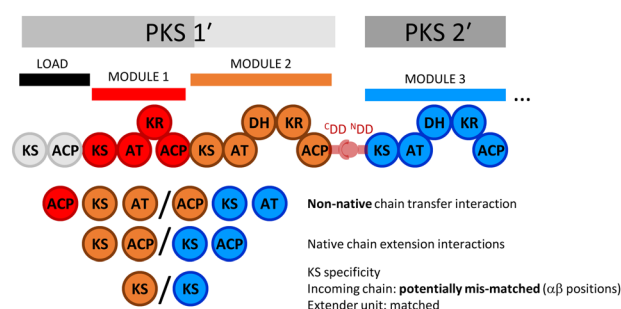 PKS 1′ PKS 2′
LOAD MODULE 1 MODULE 2 MODULE 3 ...
KR DH KR DH KR
KS ACP KS AT ACP KS AT ACP CDD NDD KS AT ACP
ACP KS AT / ACP KS AT Non-native chain transfer interaction
KS ACP / KS ACP Native chain extension interactions
KS / KS KS specificity
Incoming chain: potentially mis-matched (αβ positions)
Extender unit: matched